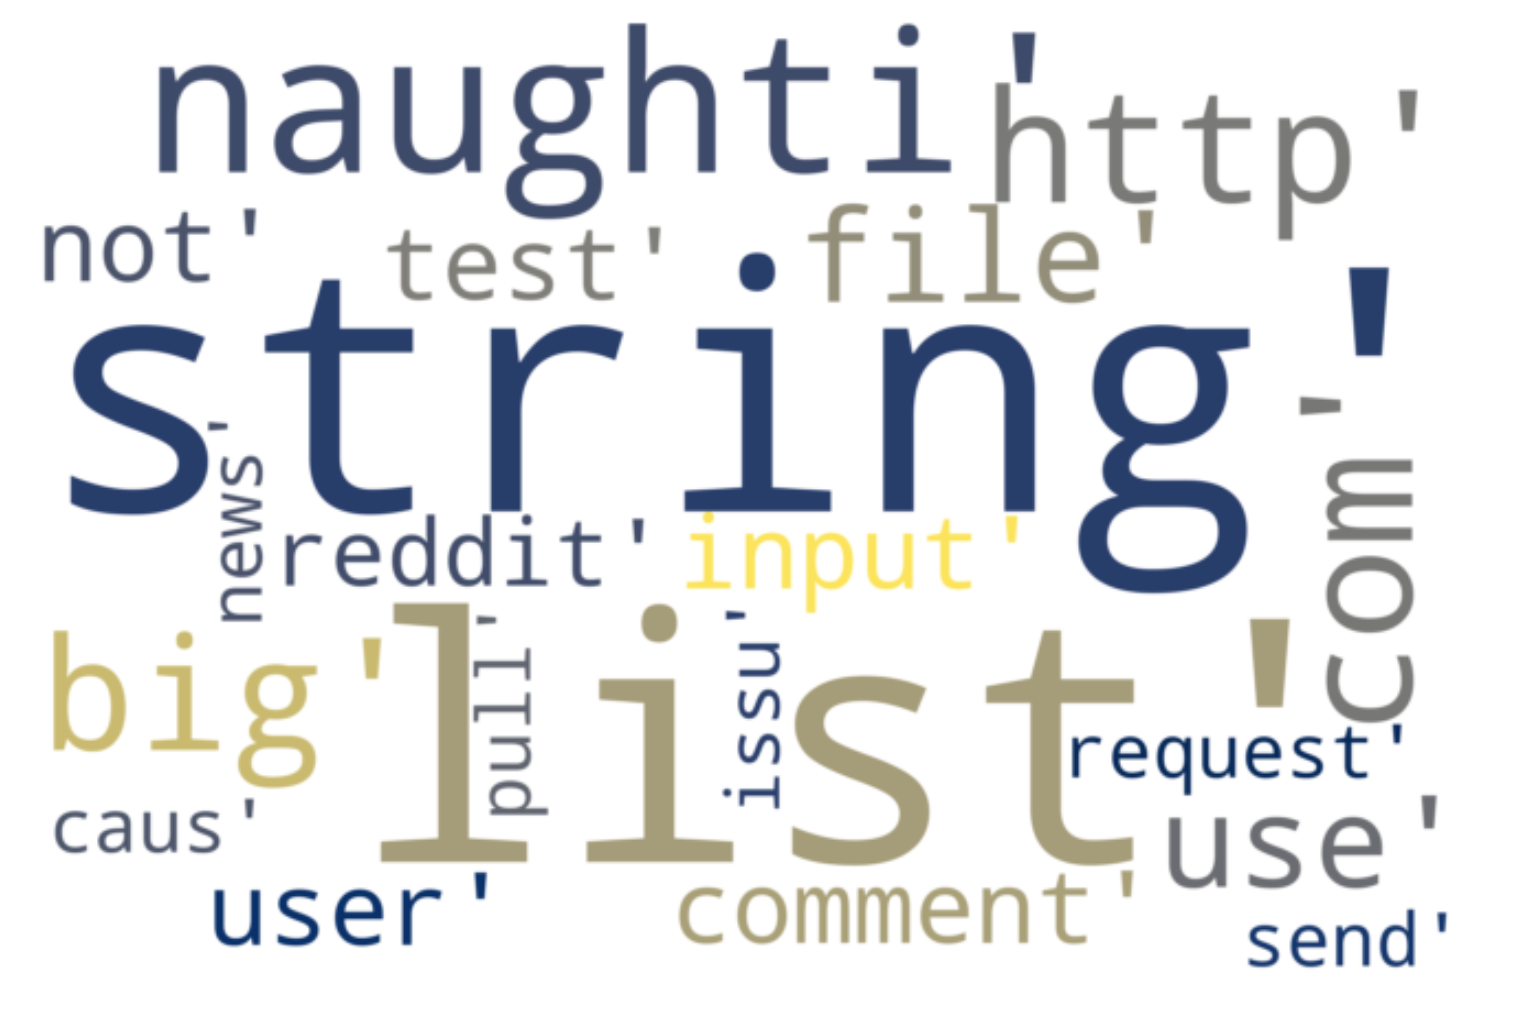 naughti'
http'
not'
test'
file'
string'
com'
news'
reddit'
input'
big'
list'
pull'
issu'
request'
caus'
use'
user'
comment'
send'